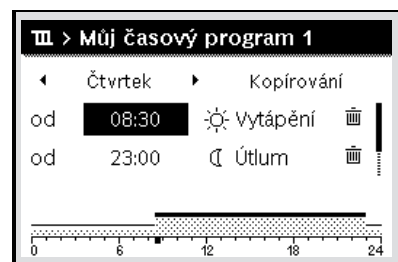 > Můj časový program 1
Čtvrtek Kopírování
od 08:30 Vytápění
od 23:00 Útlum
0 6 12 18 24